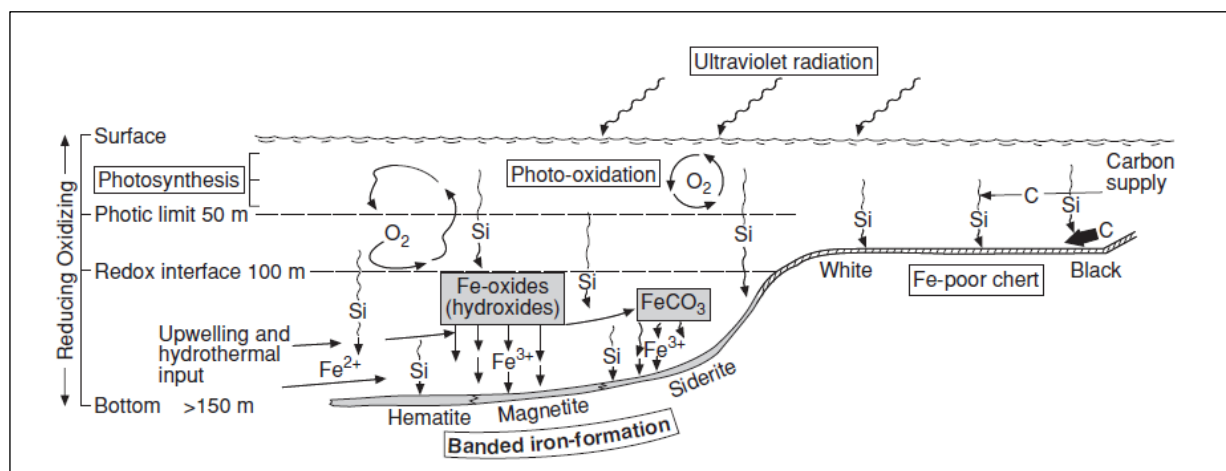 Ultraviolet radiation
Surface
Photosynthesis
Photo-oxidation
O2
Carbon
supply
C
Si
Si
Si
Photic limit 50 m
O2
Si
Si
C
Redox interface 100 m
White
Fe-poor chert
Black
Reducing Oxidizing
Fe-oxides
(hydroxides)
Si
FeCO3
Si
Upwelling and
hydrothermal
input
Fe2+
Si
Fe3+
Si
Fe3+
Siderite
Bottom >150 m
Hematite
Magnetite
Banded iron-formation